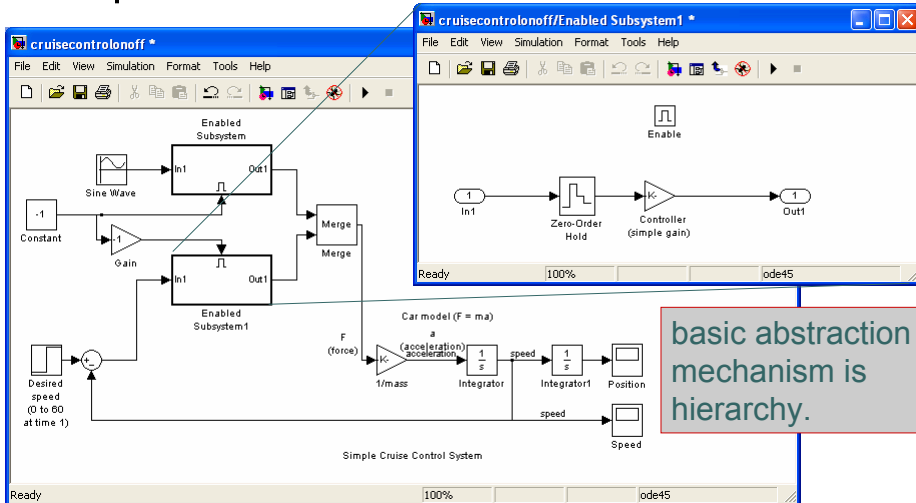 cruisecontrolonoff *
File Edit View Simulation Format Tools Help
Enabled
Subsystem
In1
Out1
Sine Wave
-1
Constant
-1
Gain
In1
Out1
Enabled
Subsystem1
Merge
Merge
Desired
speed
(0 to 60
at time 1)
Car model (F = ma)
F
(force)
a
(acceleration)
acceleration
K-
1/mass
1
s
Integrator
speed
1
s
Integrator1
Position
speed
Speed
Simple Cruise Control System
Ready
100%
ode45
cruisecontrolonoff/Enabled Subsystem1 *
File Edit View Simulation Format Tools Help
Enable
1
In1
Zero-Order
Hold
K-
Controller
(simple gain)
1
Out1
Ready
100%
ode45
basic abstraction
mechanism is
hierarchy.